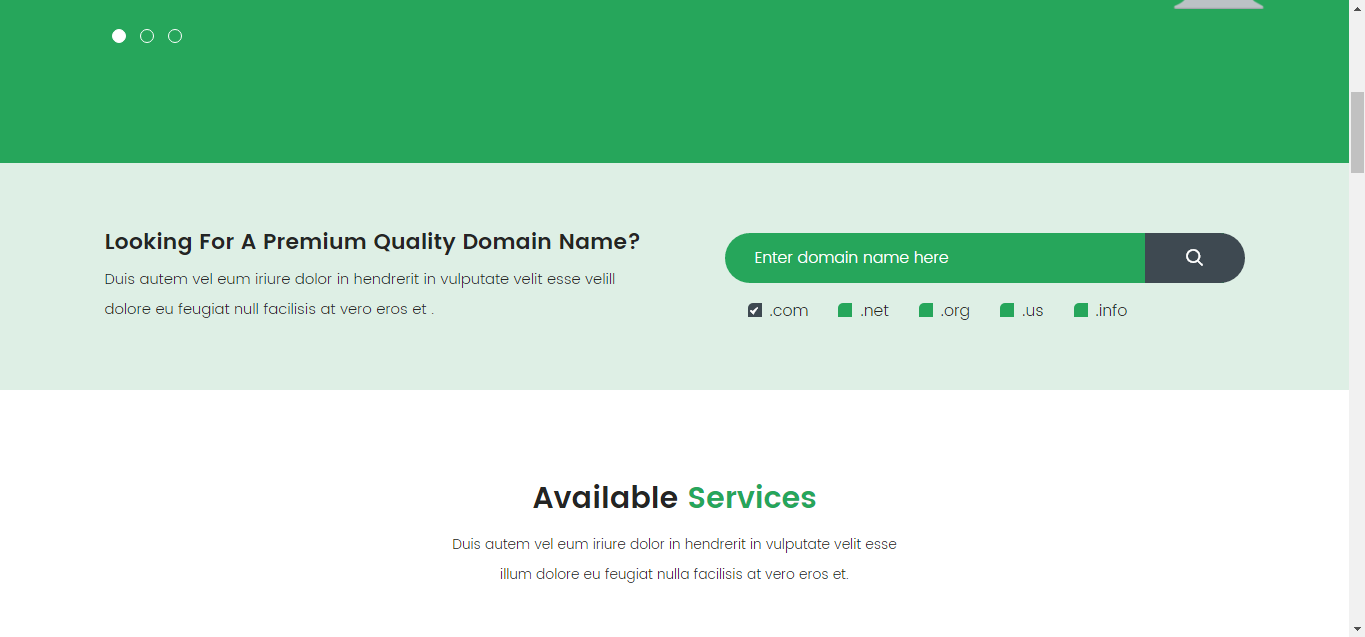 Looking For A Premium Quality Domain Name?
Duis autem vel eum iriure dolor in hendrerit in vulputate velit esse velill
dolore eu feugiat null facilisis at vero eros et .
Enter domain name here
.com .net .org .us .info
Available Services
Duis autem vel eum iriure dolor in hendrerit in vulputate velit esse
illum dolore eu feugiat nulla facilisis at vero eros et.